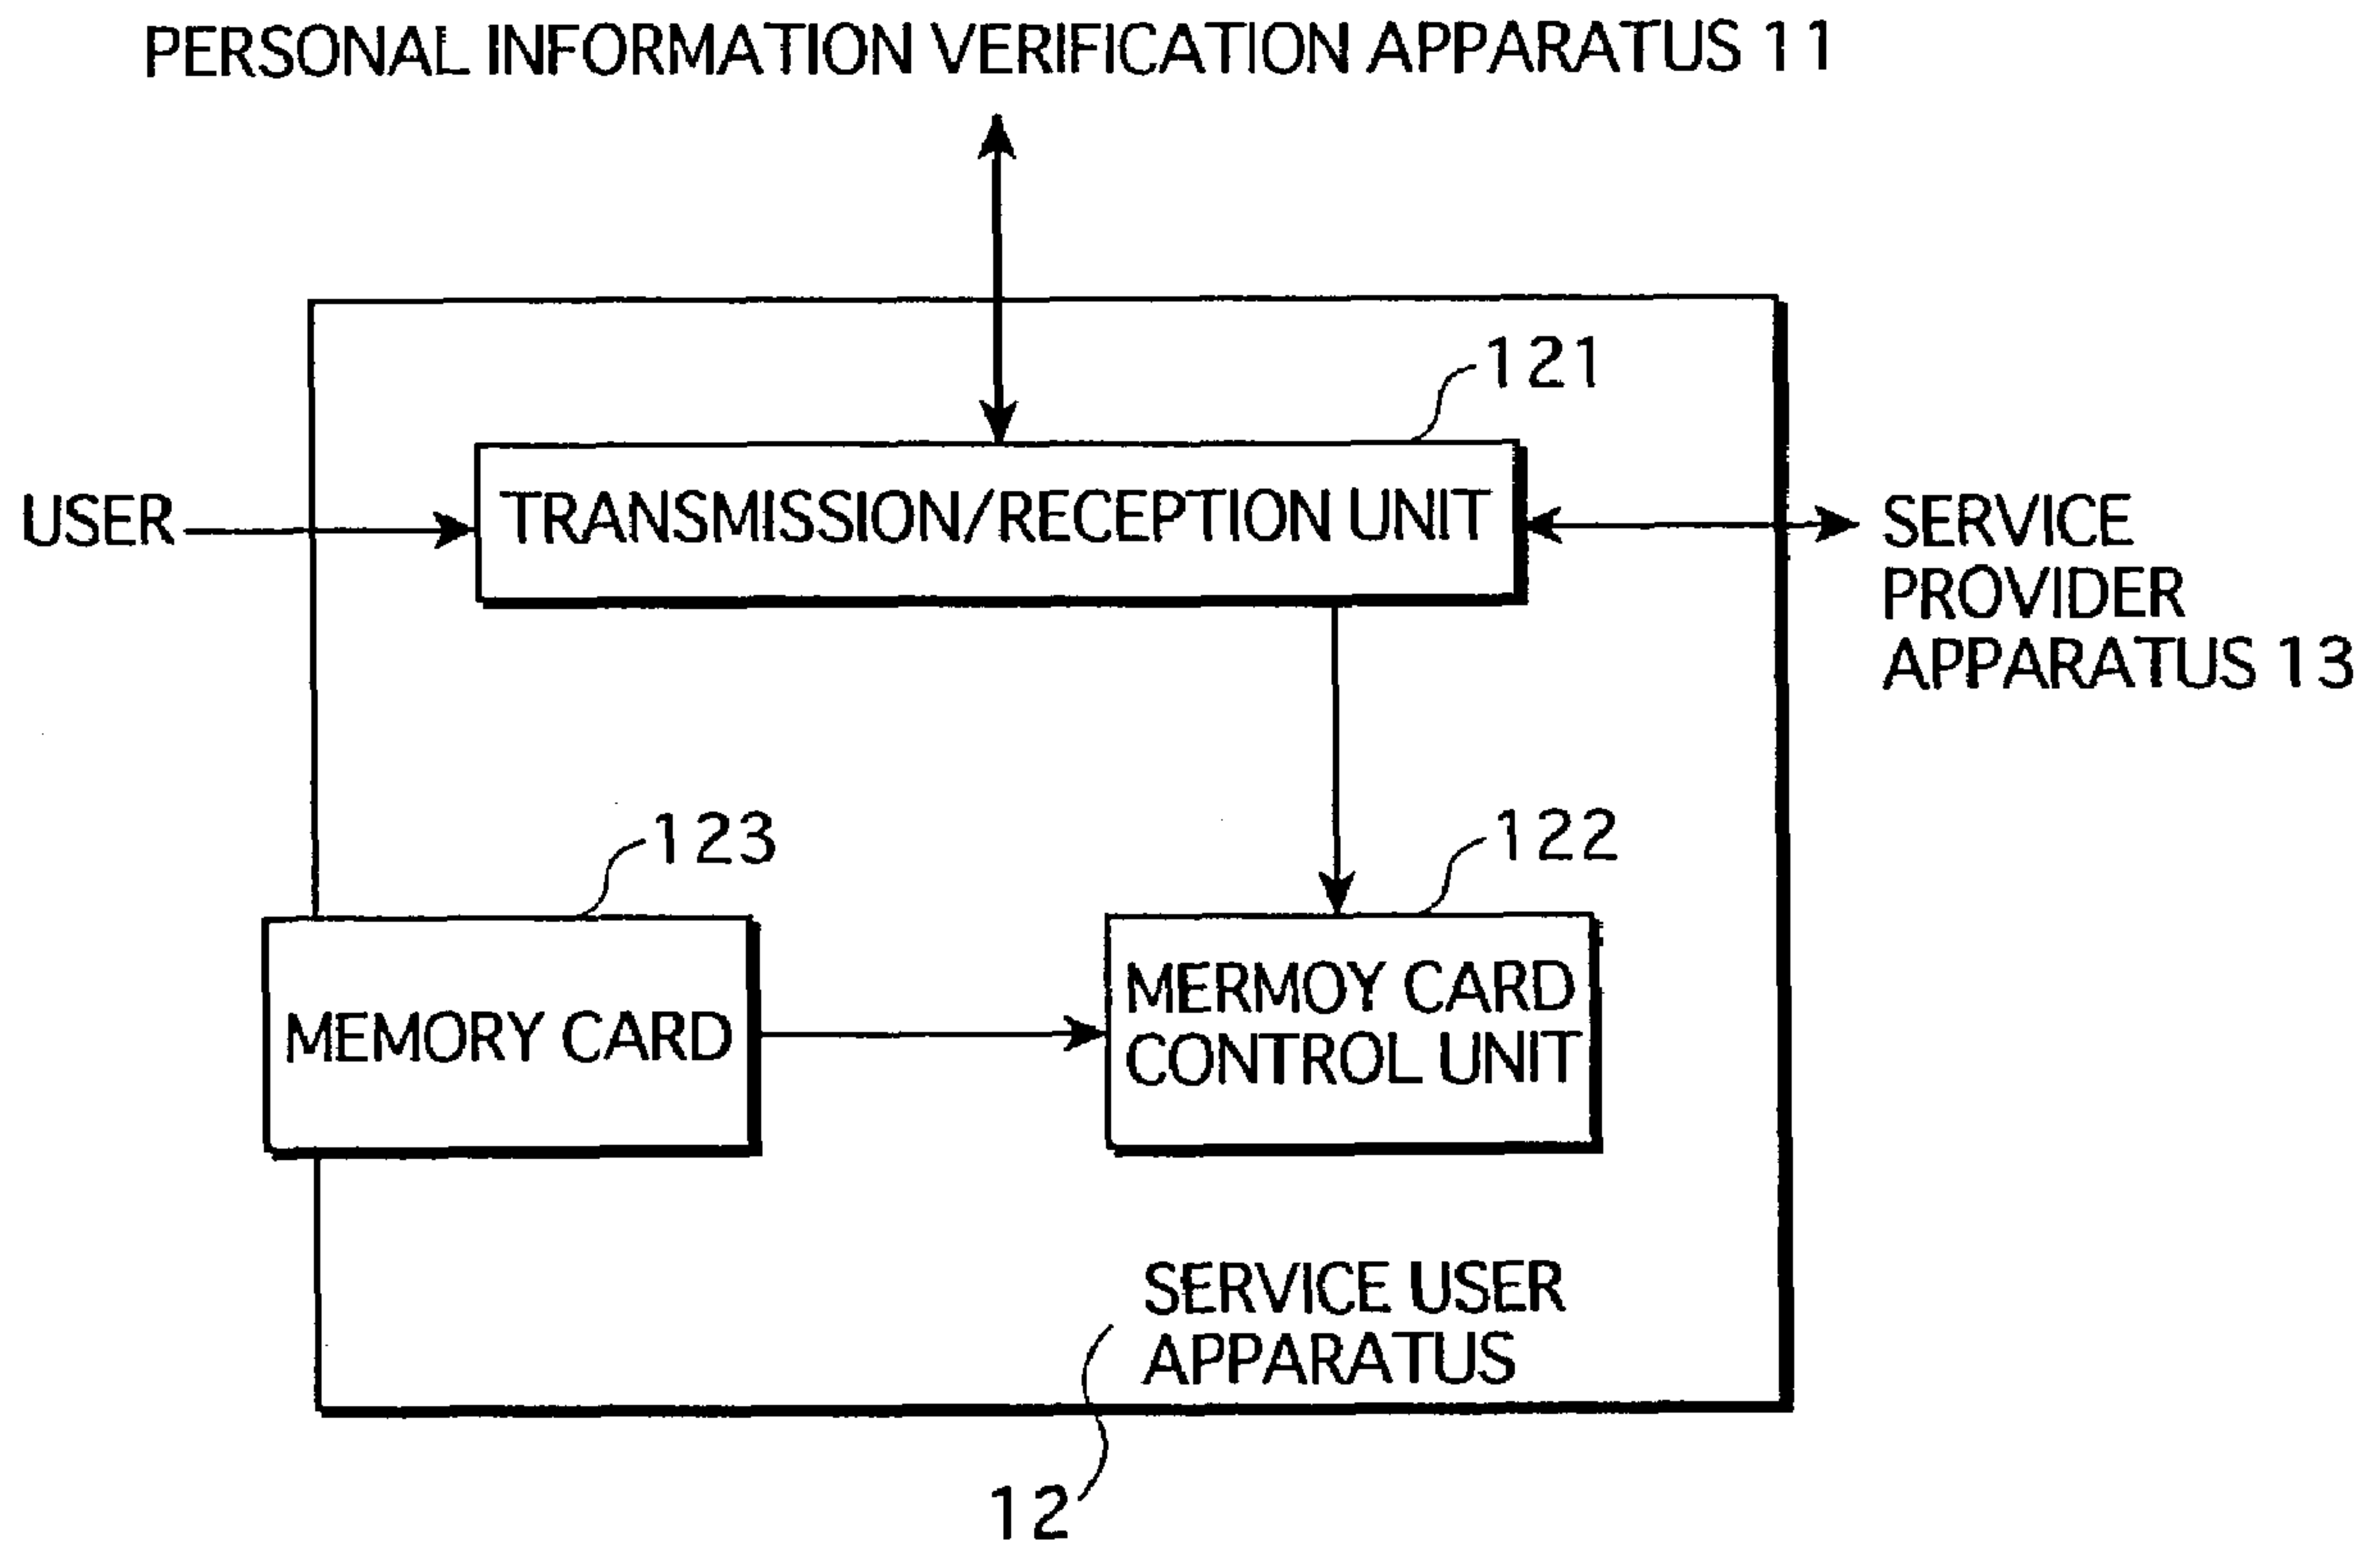 PERSONAL INFORMATION VERIFICATION APPARATUS 11
121
USER
TRANSMISSION/RECEPTION UNIT
SERVICE
PROVIDER
APPARATUS 13
123
122
MEMORY CARD
MERMOY CARD
CONTROL UNIT
SERVICE USER
APPARATUS
12